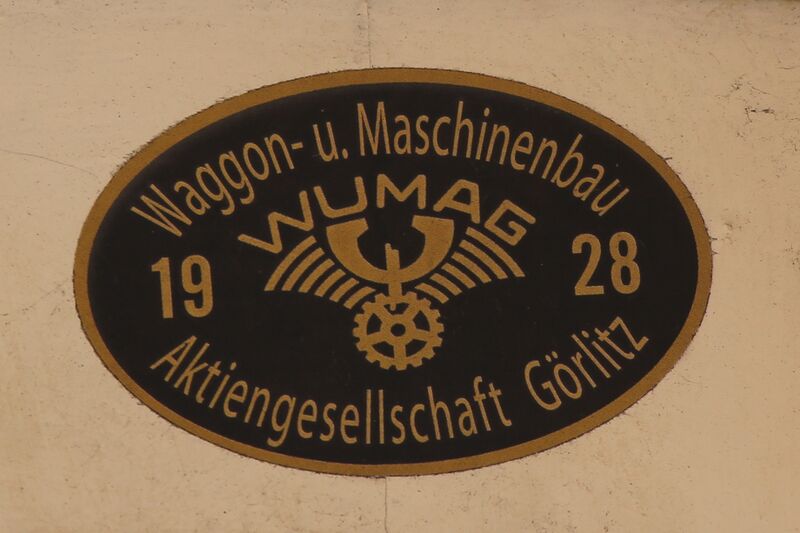 Waggon- u. Maschinenbau
WUMAG
19 28
Aktiengesellschaft Görlitz